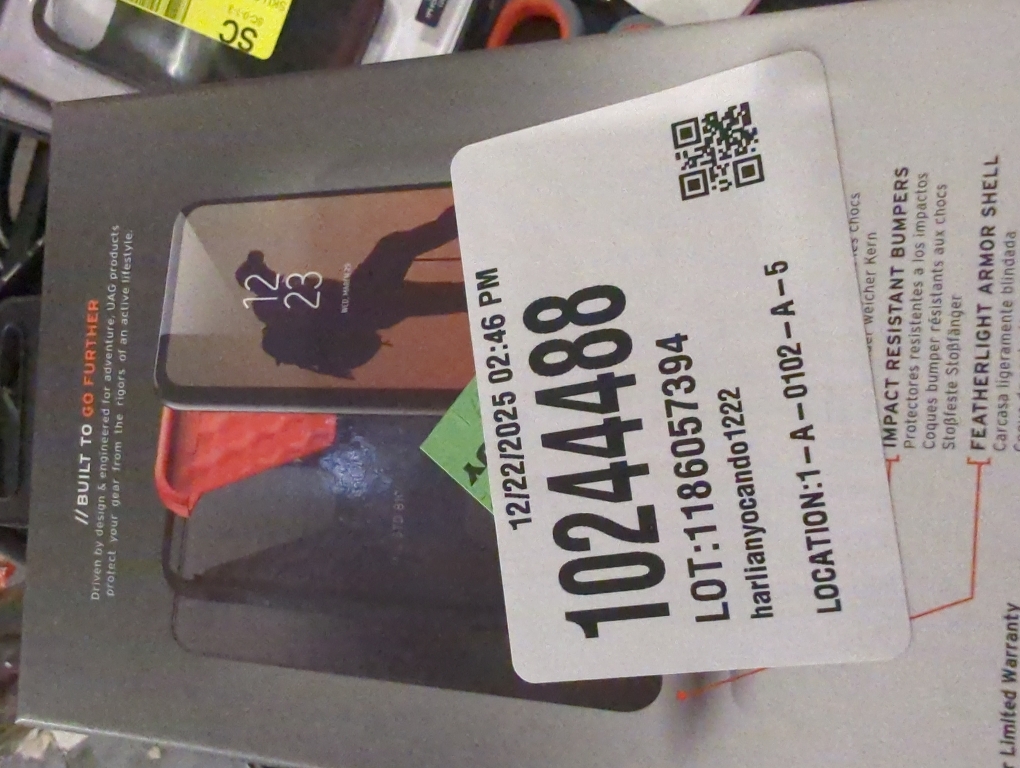 SC
//BUILT TO GO FURTHER
Driven by design & engineered for adventure, UAG products
protect your gear from the rigors of an active lifestyle.
12
23
12/22/2025 02:46 PM
10244488
LOT:1186057394
harlianyocando1222
LOCATION:1-A-0102-A-5
chocs
weicher Kern
IMPACT RESISTANT BUMPERS
Protectores resistentes a los impactos
Coques bumper résistants aux chocs
Stoßfeste Stoßfänger
FEATHERLIGHT ARMOR SHELL
Carcasa ligeramente blindada
Limited Warranty